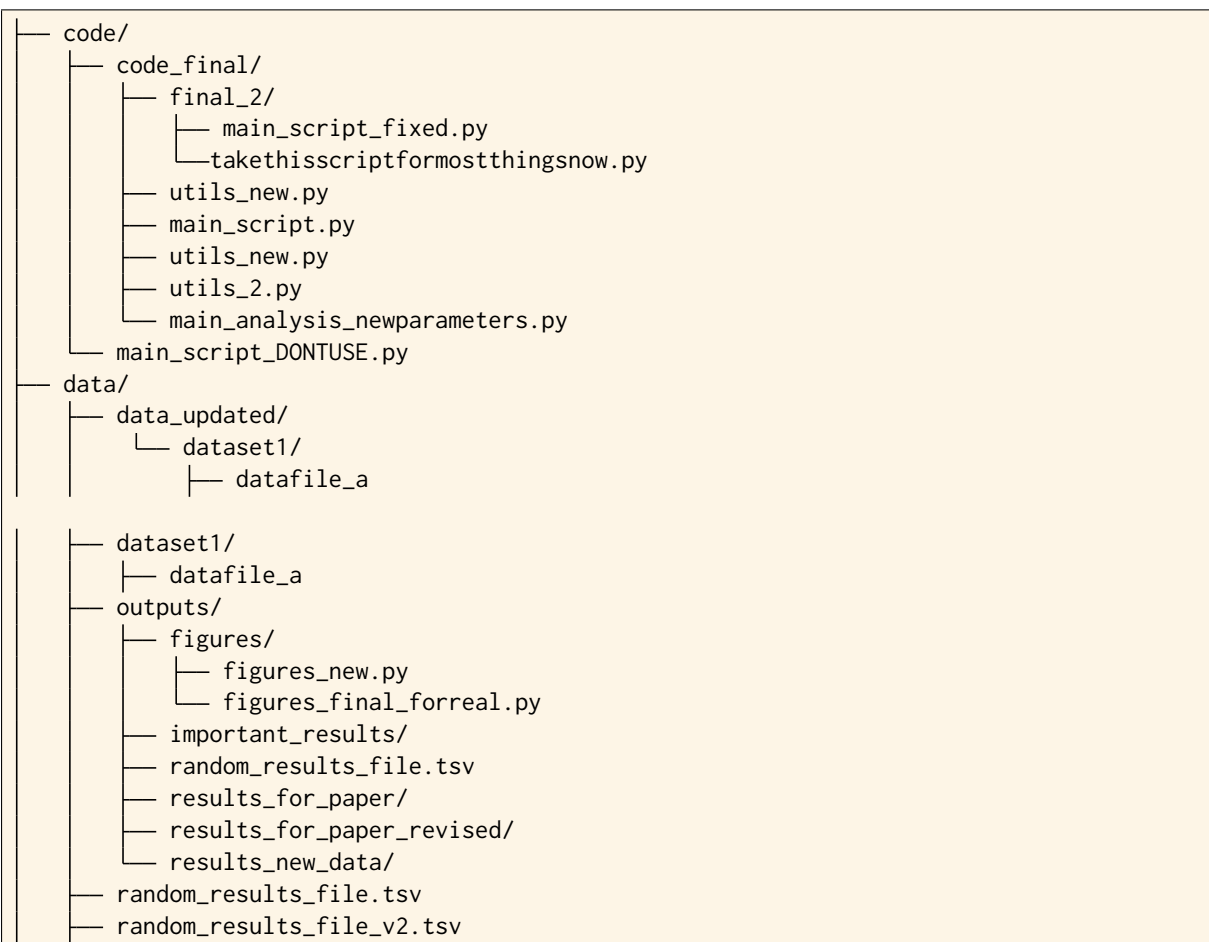 ├── code/
│   ├── code_final/
│   │   ├── final_2/
│   │   │   ├── main_script_fixed.py
│   │   │   └──takethisscriptformostthingsnow.py
│   │   ├── utils_new.py
│   │   ├── main_script.py
│   │   ├── utils_new.py
│   │   ├── utils_2.py
│   │   └── main_analysis_newparameters.py
│   └── main_script_DONTUSE.py
├── data/
│   ├── data_updated/
│   │    └── dataset1/
│   │        ├── datafile_a
│   ├── dataset1/
│   │   ├── datafile_a
│   ├── outputs/
│   │   ├── figures/
│   │   │   ├── figures_new.py
│   │   │   └── figures_final_forreal.py
│   │   ├── important_results/
│   │   ├── random_results_file.tsv
│   │   ├── results_for_paper/
│   │   ├── results_for_paper_revised/
│   │   └── results_new_data/
│   ├── random_results_file.tsv
│   ├── random_results_file_v2.tsv